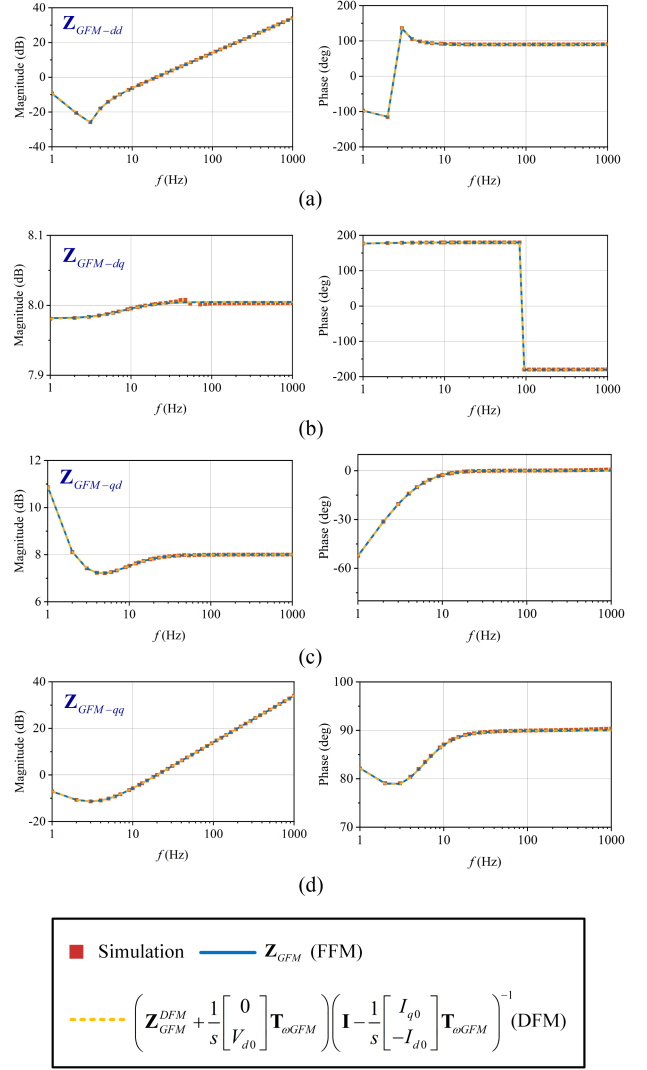 Z_{GFM-dd}
Magnitude (dB)
40
20
0
-20
-40
1 10 100 1000
f (Hz)
Phase (deg)
200
100
0
-100
-200
1 10 100 1000
f (Hz)
(a)
Z_{GFM-dq}
Magnitude (dB)
8.1
8.0
7.9
1 10 100 1000
f (Hz)
Phase (deg)
200
100
0
-100
-200
1 10 100 1000
f (Hz)
(b)
Z_{GFM-qd}
Magnitude (dB)
12
10
8
6
1 10 100 1000
f (Hz)
Phase (deg)
0
-30
-60
1 10 100 1000
f (Hz)
(c)
Z_{GFM-qq}
Magnitude (dB)
40
20
0
-20
1 10 100 1000
f (Hz)
Phase (deg)
100
90
80
70
1 10 100 1000
f (Hz)
(d)
Simulation Z_{GFM} (FFM)
(Z_{GFM}^{DFM} + \frac{1}{s}[0 V_{d0}] T_{ωGFM})(I - \frac{1}{s}[I_{q0} -I_{d0}] T_{ωGFM})^{-1} (DFM)